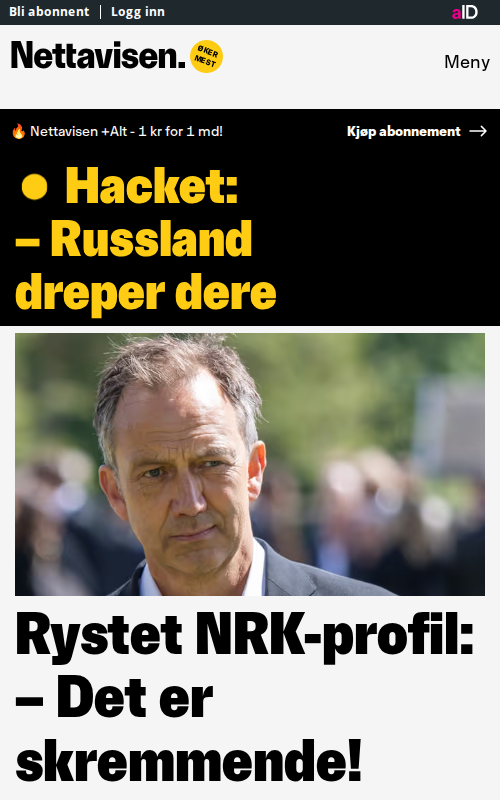 Bli abonnent | Logg inn
aID
Nettavisen.
ØKER
MEST
Meny
🔥 Nettavisen +Alt - 1 kr for 1 md!
Kjøp abonnement →
Hacket:
– Russland
dreper dere
Rystet NRK-profil:
– Det er
skremmende!